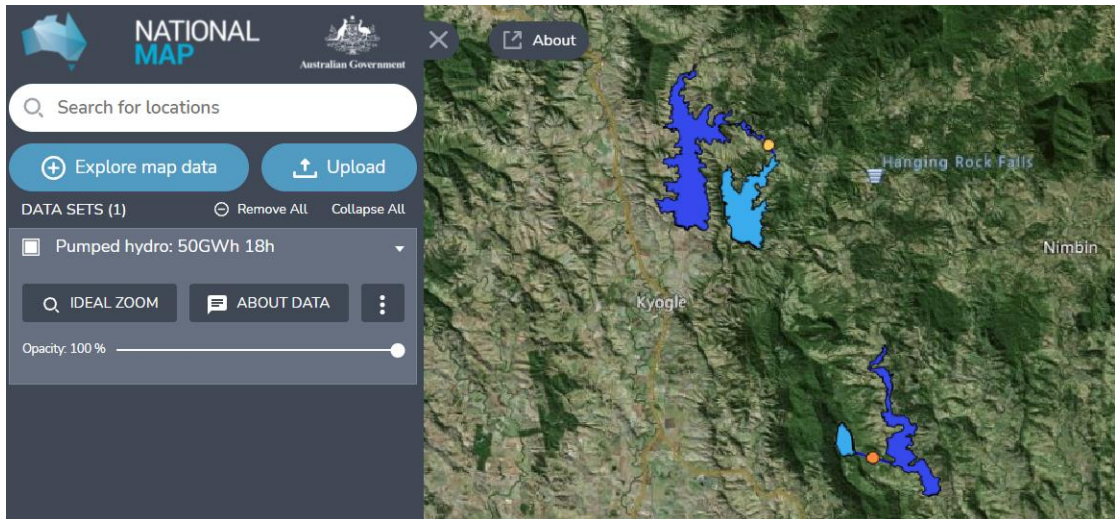 NATIONAL
MAP
Australian Government
About
Search for locations
Explore map data
Upload
DATA SETS (1)
Remove All
Collapse All
Pumped hydro: 50GWh 18h
IDEAL ZOOM
ABOUT DATA
Opacity: 100 %
Hanging Rock Falls
Nimbin
Kyogle